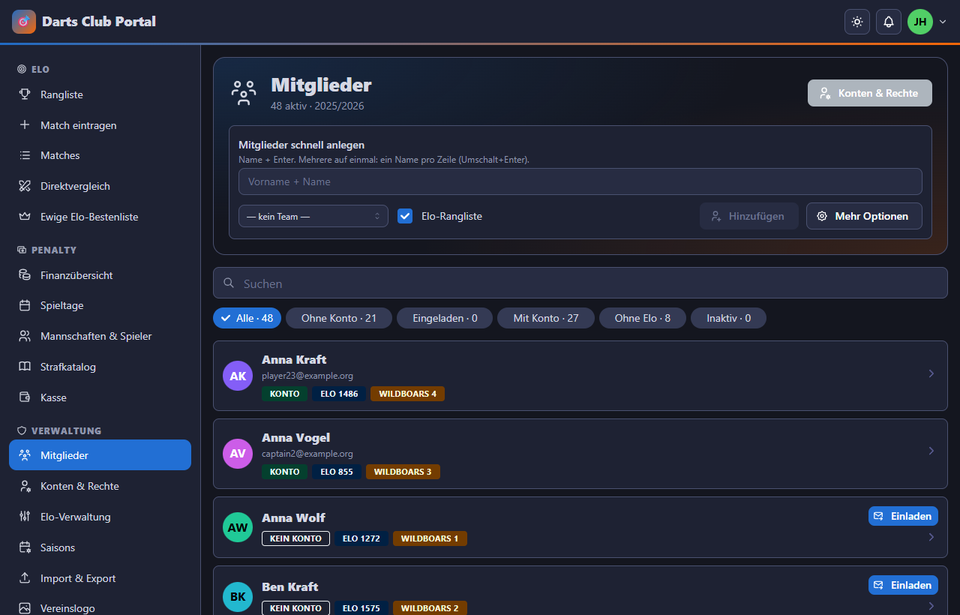 Darts Club Portal
JH
ELO
Rangliste
Match eintragen
Matches
Direktvergleich
Ewige Elo-Bestenliste
PENALTY
Finanzübersicht
Spieltage
Mannschaften & Spieler
Strafkatalog
Kasse
VERWALTUNG
Mitglieder
Konten & Rechte
Elo-Verwaltung
Saisons
Import & Export
Vereinslogo
Mitglieder
48 aktiv · 2025/2026
Konten & Rechte
Mitglieder schnell anlegen
Name + Enter. Mehrere auf einmal: ein Name pro Zeile (Umschalt+Enter).
Vorname + Name
— kein Team —
Elo-Rangliste
Hinzufügen
Mehr Optionen
Suchen
Alle · 48
Ohne Konto · 21
Eingeladen · 0
Mit Konto · 27
Ohne Elo · 8
Inaktiv · 0
AK
Anna Kraft
player23@example.org
KONTO ELO 1486 WILDBOARS 4
AV
Anna Vogel
captain2@example.org
KONTO ELO 855 WILDBOARS 3
AW
Anna Wolf
KEIN KONTO ELO 1272 WILDBOARS 1
Einladen
BK
Ben Kraft
KEIN KONTO ELO 1575 WILDBOARS 2
Einladen